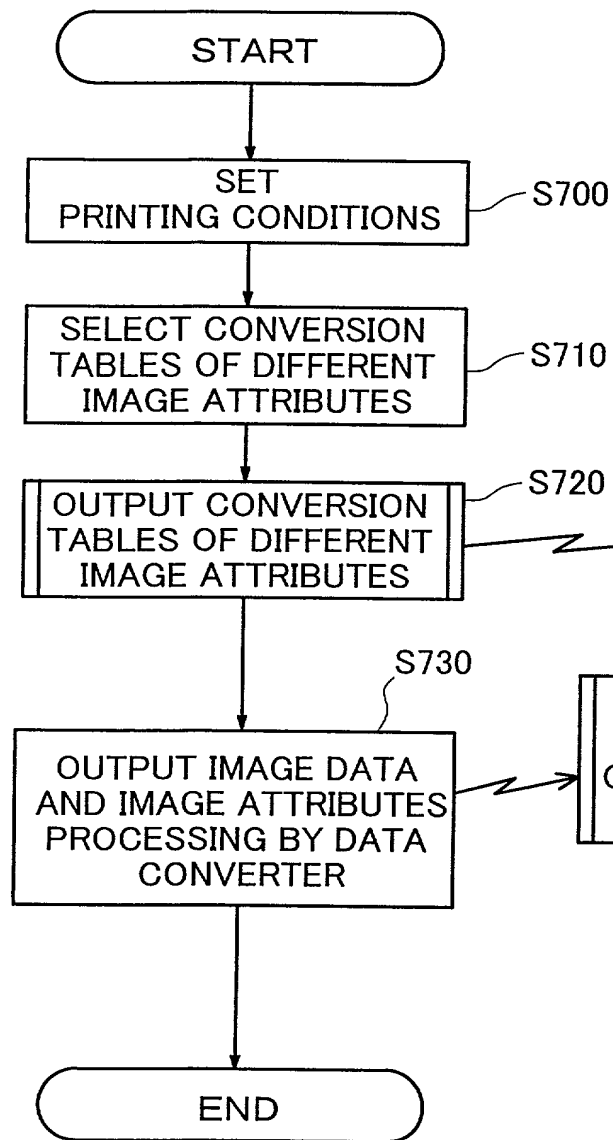 START
SET
PRINTING CONDITIONS
S700
SELECT CONVERSION
TABLES OF DIFFERENT
IMAGE ATTRIBUTES
S710
OUTPUT CONVERSION
TABLES OF DIFFERENT
IMAGE ATTRIBUTES
S720
S730
OUTPUT IMAGE DATA
AND IMAGE ATTRIBUTES
PROCESSING BY DATA
CONVERTER
END